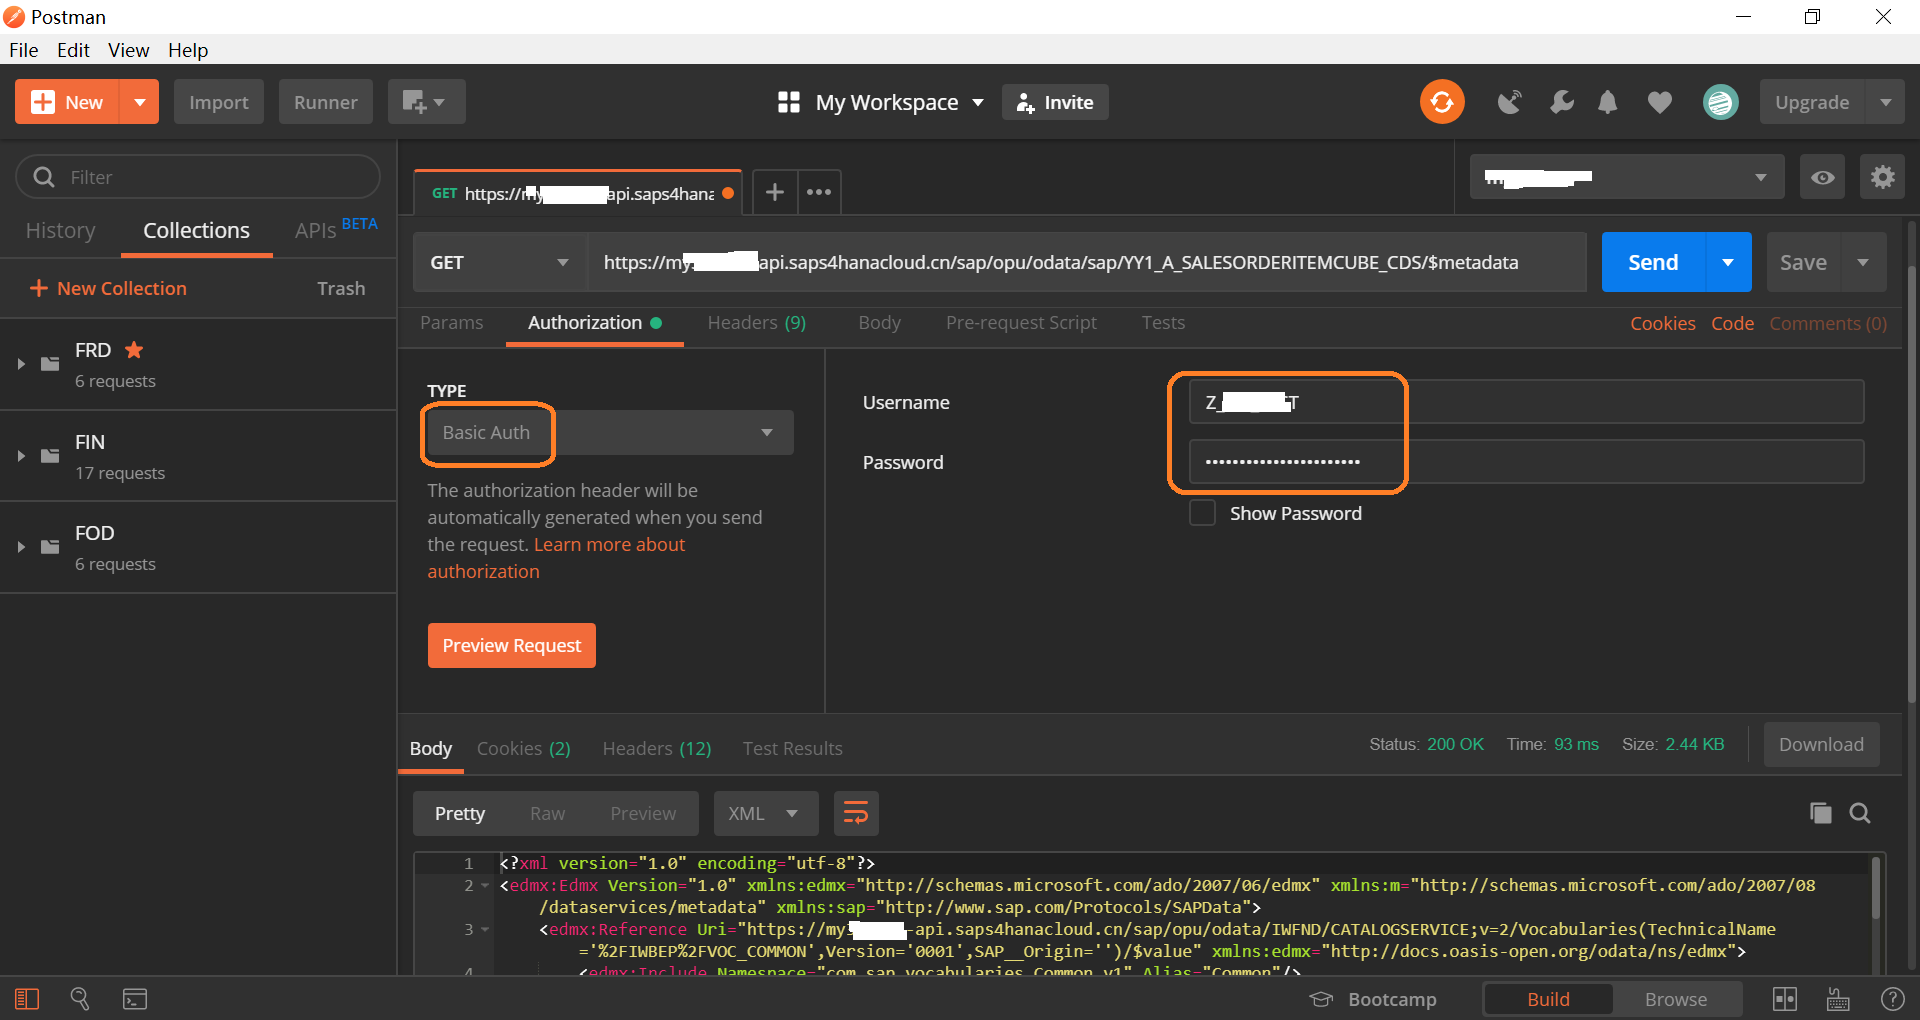 Postman
File Edit View Help
New Import Runner My Workspace Invite Upgrade
Filter
History Collections APIs BETA
New Collection Trash
FRD
6 requests
FIN
17 requests
FOD
6 requests
GET https://my api.saps4hana
GET https://my api.saps4hanacloud.cn/sap/opu/odata/sap/YY1_A_SALESORDERITEMCUBE_CDS/$metadata Send Save
Params Authorization Headers (9) Body Pre-request Script Tests Cookies Code Comments (0)
TYPE
Basic Auth
The authorization header will be
automatically generated when you send
the request. Learn more about
authorization
Preview Request
Username Z_ T
Password •••••••••••••••••••••••
Show Password
Body Cookies (2) Headers (12) Test Results Status: 200 OK Time: 93 ms Size: 2.44 KB Download
Pretty Raw Preview XML
1 <?xml version="1.0" encoding="utf-8"?>
2 <edmx:Edmx Version="1.0" xmlns:edmx="http://schemas.microsoft.com/ado/2007/06/edmx" xmlns:m="http://schemas.microsoft.com/ado/2007/08
/dataservices/metadata" xmlns:sap="http://www.sap.com/Protocols/SAPData">
3 <edmx:Reference Uri="https://my -api.saps4hanacloud.cn/sap/opu/odata/IWFND/CATALOGSERVICE;v=2/Vocabularies(TechnicalName
='%2FIWBEP%2FVOC_COMMON',Version='0001',SAP__Origin='')/$value" xmlns:edmx="http://docs.oasis-open.org/odata/ns/edmx">
4 <edmx:Include Namespace="com.sap.vocabularies.Common.v1" Alias="Common"/>
Bootcamp Build Browse